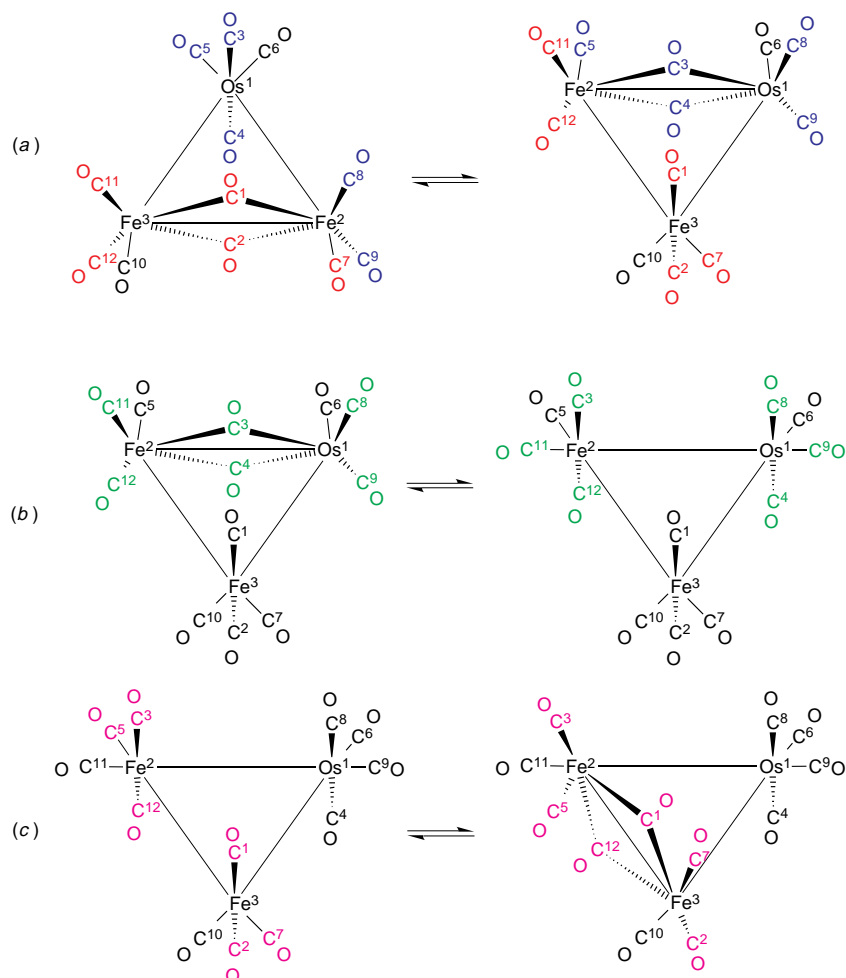 (a)
O O O
C⁵ C³ C⁶
Os¹
C⁴
O
O O O
C¹¹ C¹ C⁸
Fe³ Fe²
C¹² C¹⁰ C² C⁷ C⁹
O O O O O
O O O O O
C¹¹ C⁵ C³ C⁶ C⁸
Fe² Os¹
C¹² C⁴ C⁹
O O O
O
C¹
Fe³
C¹⁰ C² C⁷
O O O
(b)
O O O O O
C¹¹ C⁵ C³ C⁶ C⁸
Fe² Os¹
C¹² C⁴ C⁹
O O O
O
C¹
Fe³
C¹⁰ C² C⁷
O O O
O O O O
C⁵ C³ C⁸ C⁶
O C¹¹ Fe² Os¹ C⁹O
C¹² C⁴
O O
O
C¹
Fe³
C¹⁰ C² C⁷
O O O
(c)
O O O O
C⁵ C³ C⁸ C⁶
O C¹¹ Fe² Os¹ C⁹O
C¹² C⁴
O O
O
C¹
Fe³
C¹⁰ C² C⁷
O O O
O O O
C³ C⁸ C⁶
O C¹¹ Fe² Os¹ C⁹O
C⁵ O C⁴
O C¹ O
O C¹² O C⁷
Fe³
C¹⁰ C²
O O